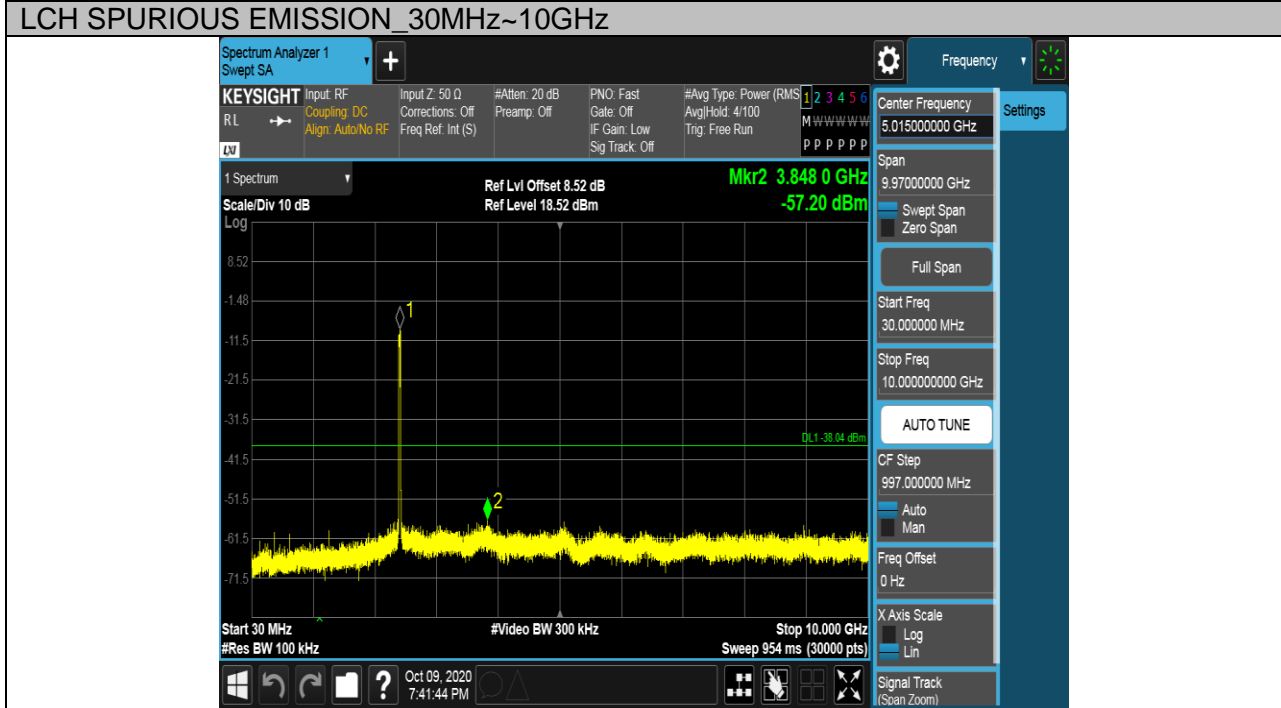 LCH SPURIOUS EMISSION_30MHz~10GHz
Spectrum Analyzer 1
Swept SA
Frequency
KEYSIGHT
RL
LXI
Input: RF
Coupling: DC
Align: Auto/No RF
Input Z: 50 Ω
Corrections: Off
Freq Ref: Int (S)
#Atten: 20 dB
Preamp: Off
PNO: Fast
Gate: Off
IF Gain: Low
Sig Track: Off
#Avg Type: Power (RMS
Avg|Hold: 4/100
Trig: Free Run
1 2 3 4 5 6
M W W W W W
P P P P P P
1 Spectrum
Scale/Div 10 dB
Ref Lvl Offset 8.52 dB
Ref Level 18.52 dBm
Mkr2 3.848 0 GHz
-57.20 dBm
Log
8.52
-1.48
-11.5
-21.5
-31.5
-41.5
-51.5
-61.5
-71.5
1
2
DL1 -38.04 dBm
Start 30 MHz
#Res BW 100 kHz
#Video BW 300 kHz
Stop 10.000 GHz
Sweep 954 ms (30000 pts)
?
Oct 09, 2020
7:41:44 PM
Center Frequency
5.015000000 GHz
Settings
Span
9.97000000 GHz
Swept Span
Zero Span
Full Span
Start Freq
30.000000 MHz
Stop Freq
10.000000000 GHz
AUTO TUNE
CF Step
997.000000 MHz
Auto
Man
Freq Offset
0 Hz
X Axis Scale
Log
Lin
Signal Track
(Span Zoom)